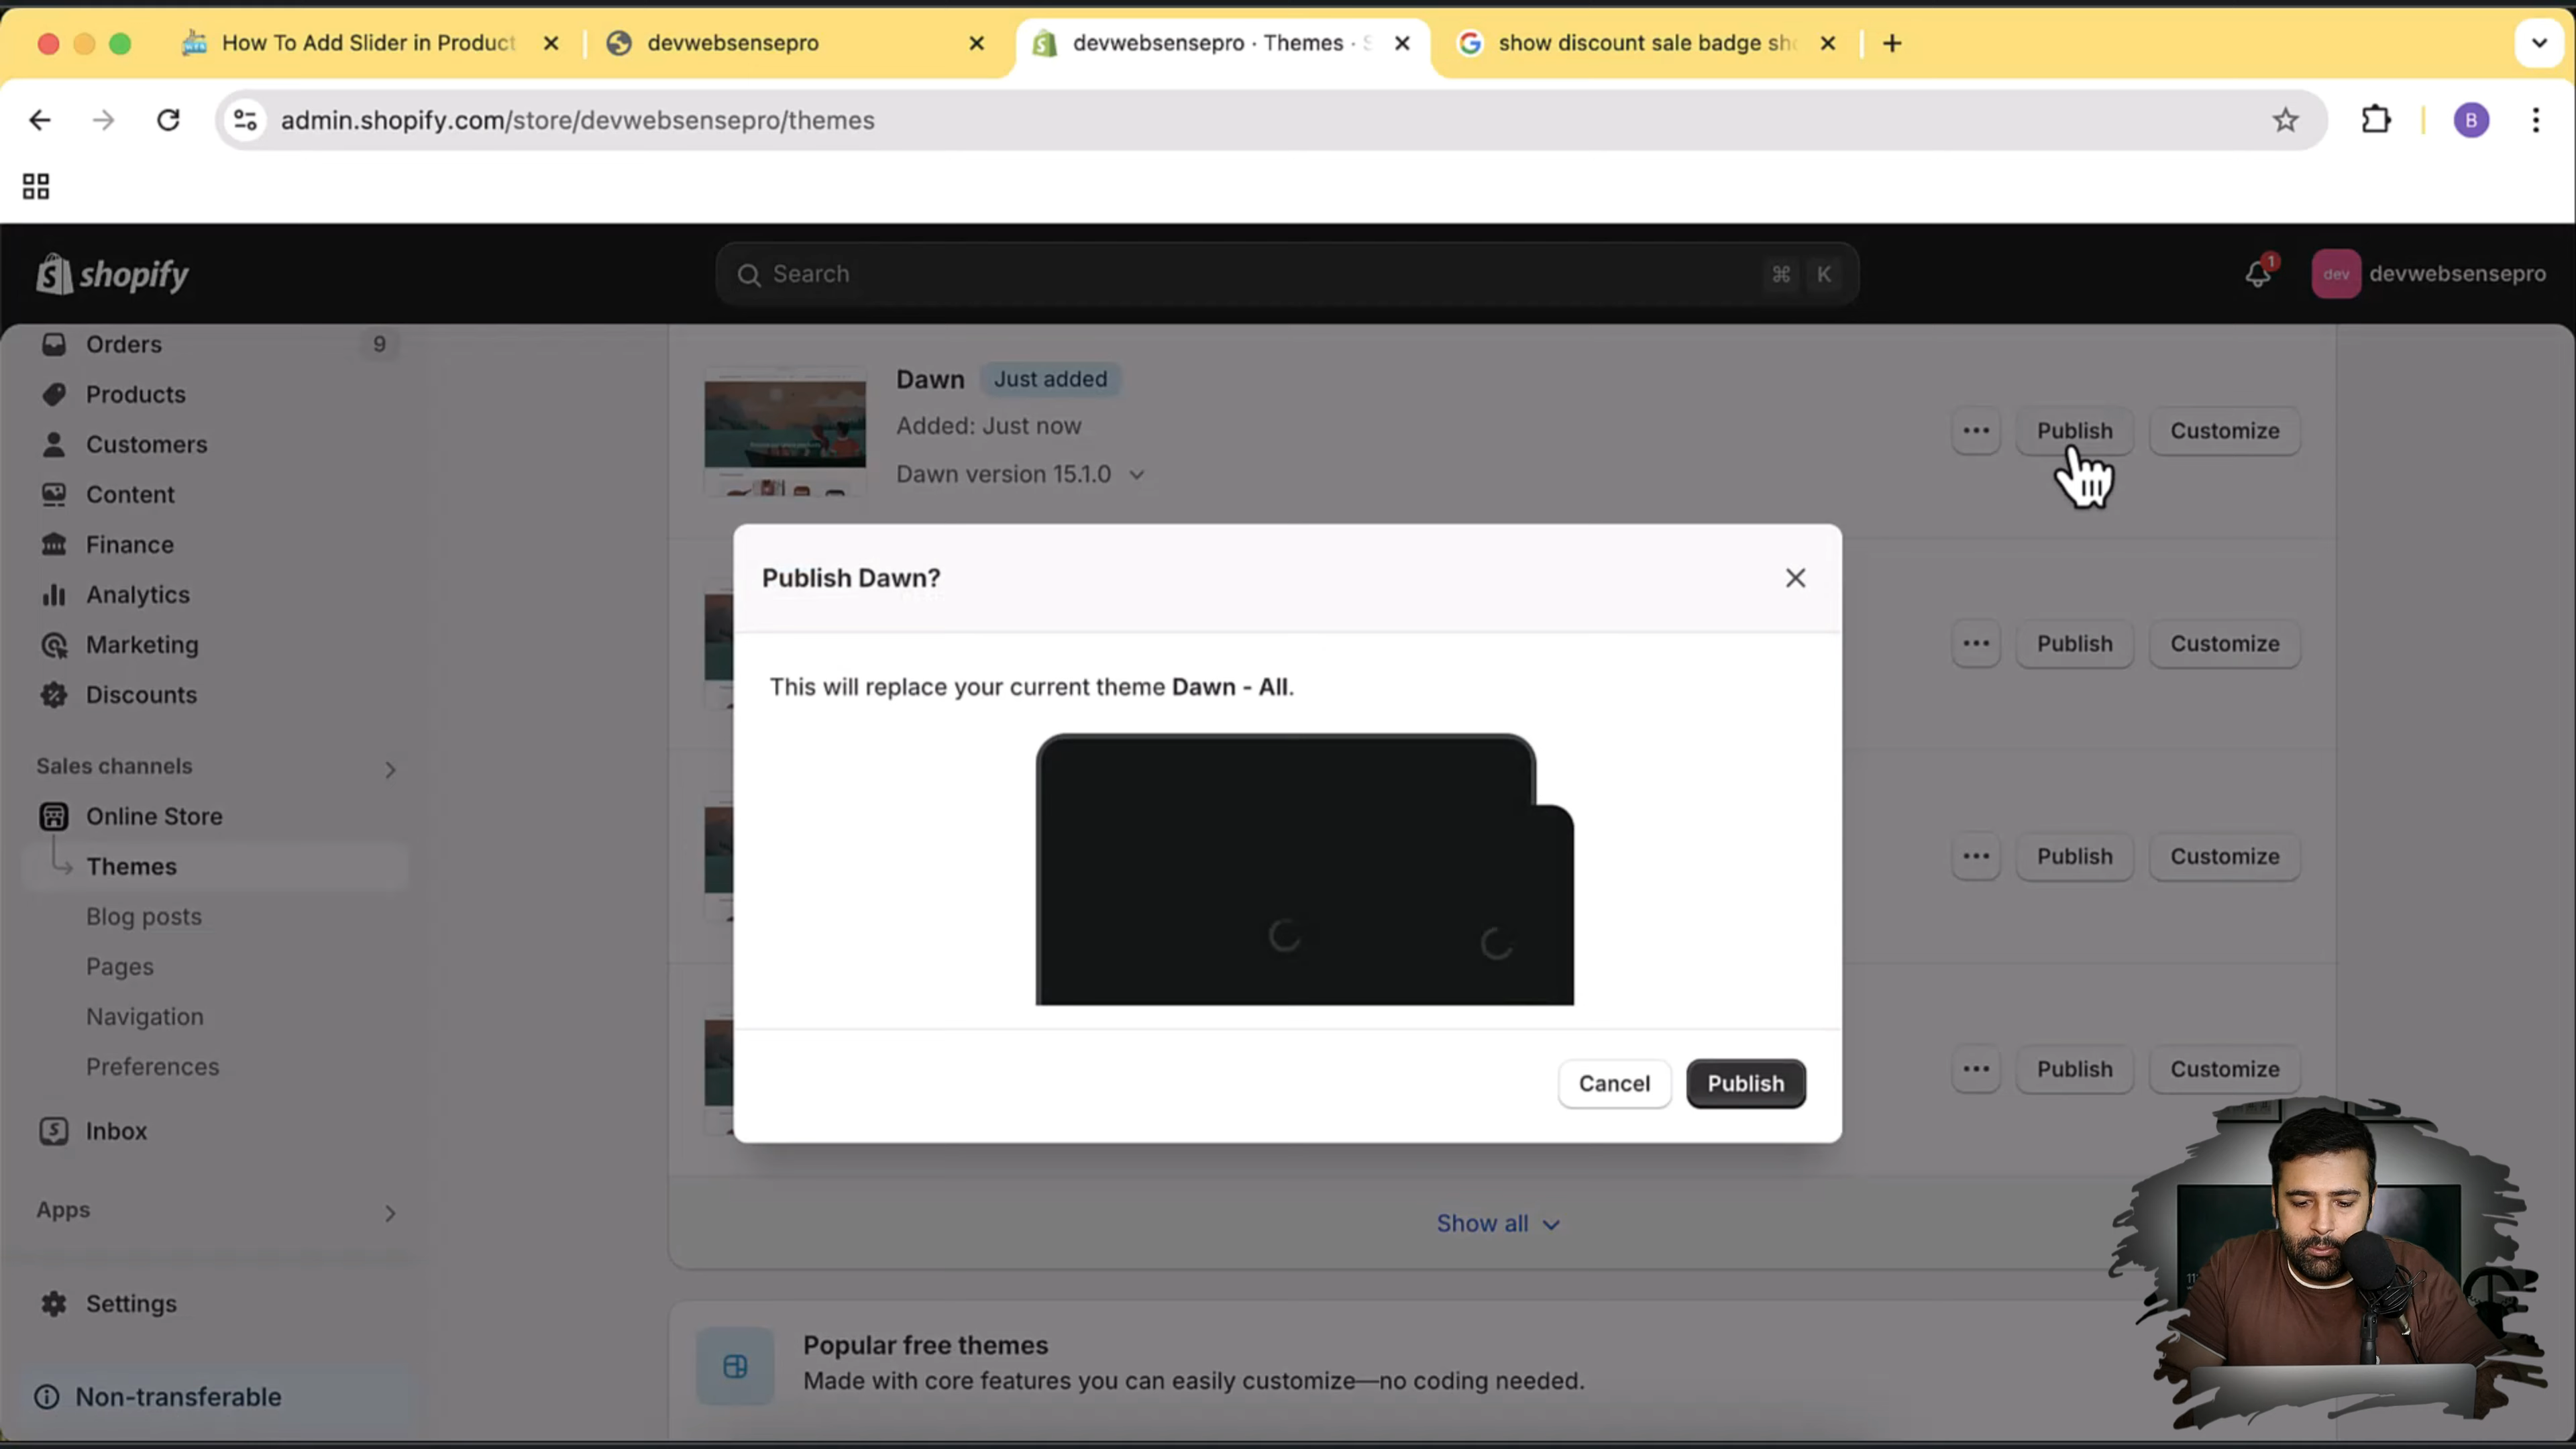 How To Add Slider in Product
devwebsensepro
devwebsensepro · Themes · S
show discount sale badge sho
admin.shopify.com/store/devwebsensepro/themes
B
shopify
Search
⌘ K
1
dev
devwebsensepro
Orders
9
Products
Customers
Content
Finance
Analytics
Marketing
Discounts
Sales channels
Online Store
Themes
Blog posts
Pages
Navigation
Preferences
Inbox
Apps
Settings
Non-transferable
Dawn
Just added
Added: Just now
Dawn version 15.1.0
Publish
Customize
Publish
Customize
Publish
Customize
Publish
Customize
Publish Dawn?
This will replace your current theme Dawn - All.
Cancel
Publish
Show all
Popular free themes
Made with core features you can easily customize—no coding needed.